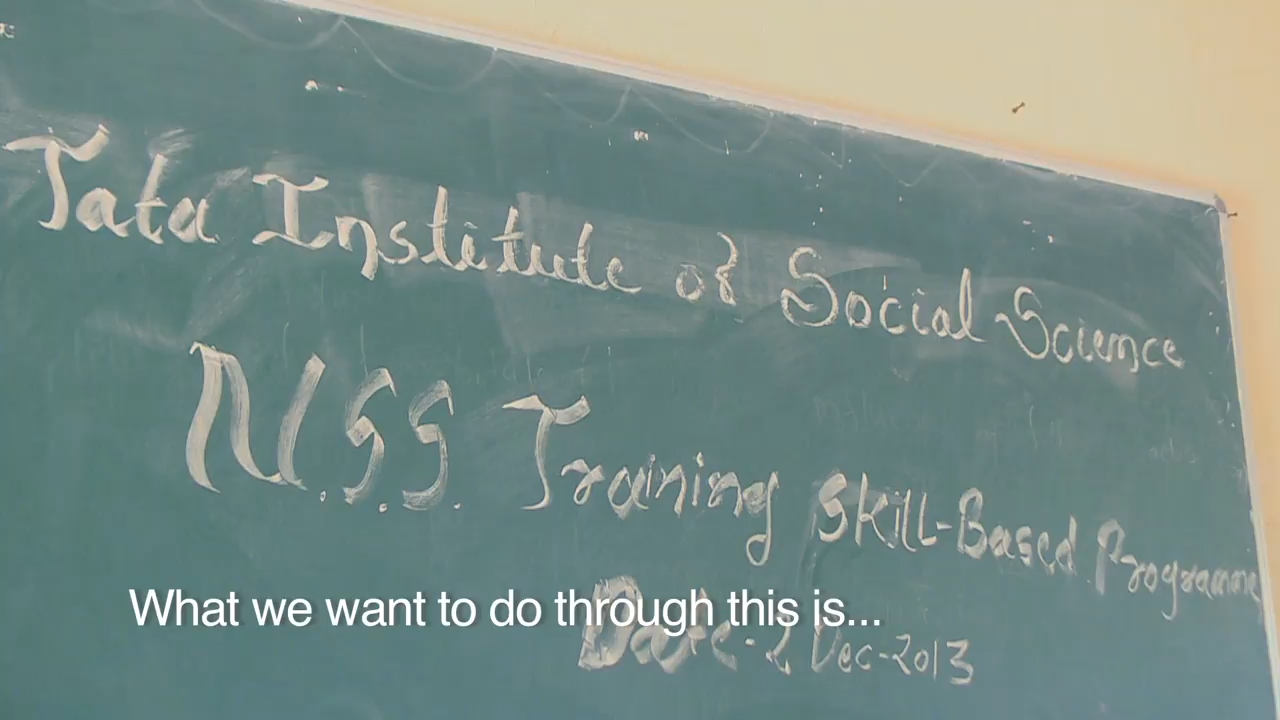 Tata Institute of Social Science
N.S.S. Training Skill-Based Programme
What we want to do through this is...
Date-2 Dec-2013